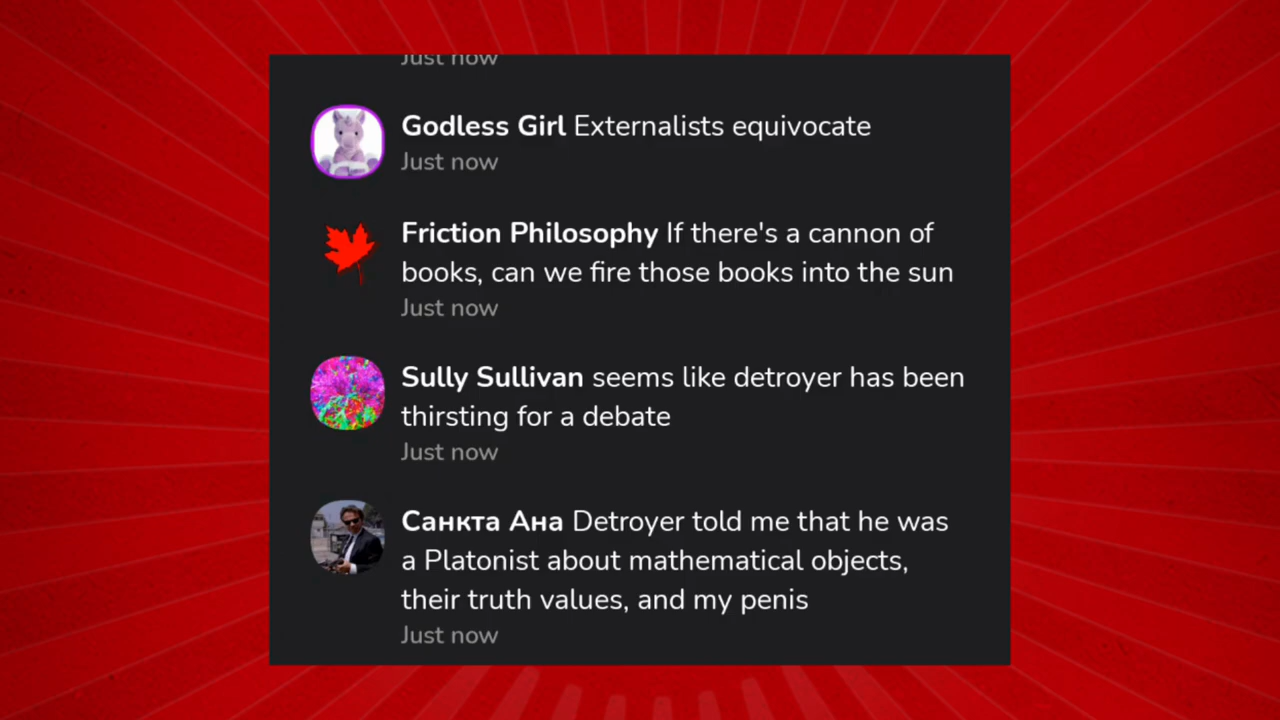 Just now
Godless Girl Externalists equivocate
Just now
Friction Philosophy If there's a cannon of
books, can we fire those books into the sun
Just now
Sully Sullivan seems like detroyer has been
thirsting for a debate
Just now
Санкта Ана Detroyer told me that he was
a Platonist about mathematical objects,
their truth values, and my penis
Just now